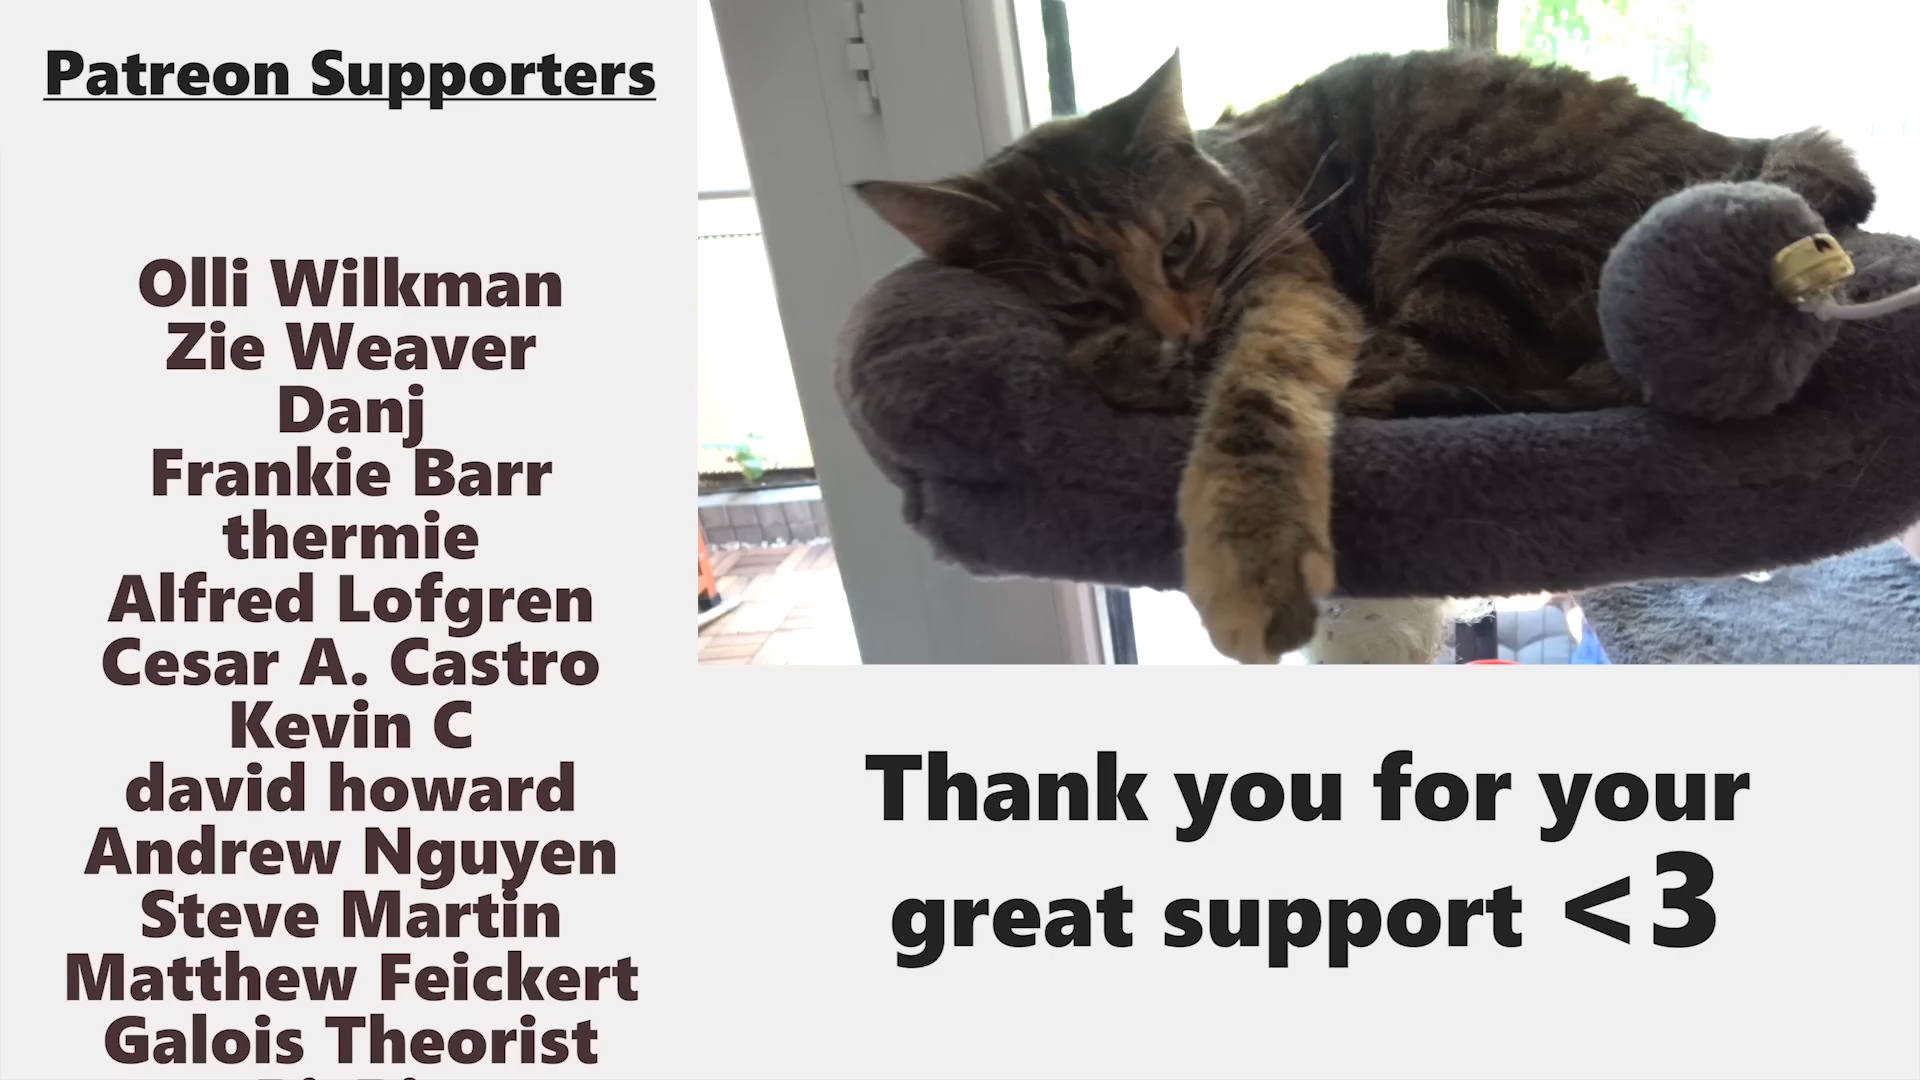 Patreon Supporters
Olli Wilkman
Zie Weaver
Danj
Frankie Barr
thermie
Alfred Lofgren
Cesar A. Castro
Kevin C
david howard
Andrew Nguyen
Steve Martin
Matthew Feickert
Galois Theorist
Thank you for your
great support <3